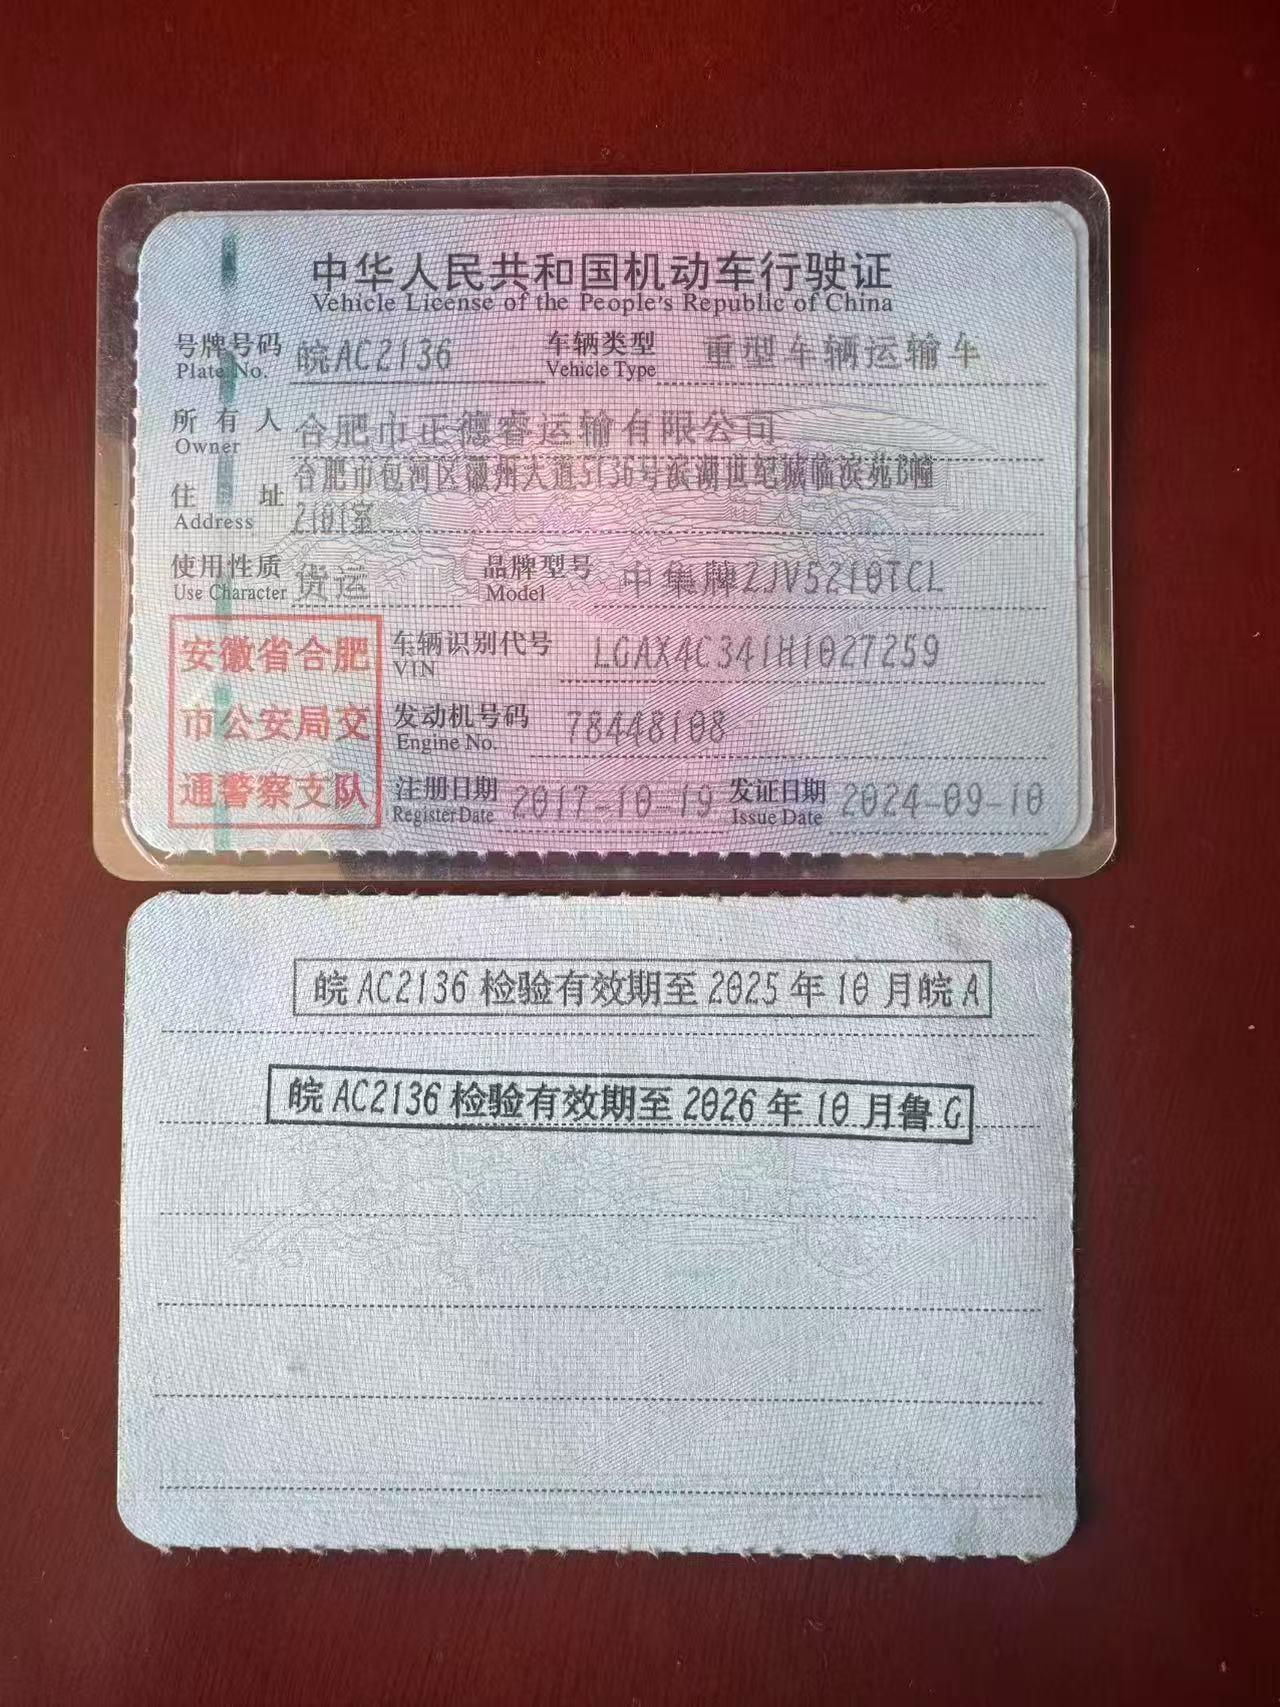 中华人民共和国机动车行驶证
Vehicle License of the People's Republic of China
号牌号码 皖AC2136 车辆类型 重型车辆运输车
Plate No. Vehicle Type
所有人 合肥市正德睿运输有限公司
Owner
合肥市包河区徽州大道5136号滨湖世纪城临滨苑B幢
住址 2101室
Address
使用性质 货运 品牌型号 中集牌ZJV5210TCL
Use Character Model
安徽省合肥
市公安局交
通警察支队
车辆识别代号 LGAX4C341H1027259
VIN
发动机号码 78448108
Engine No.
注册日期 2017-10-19 发证日期 2024-09-10
Register Date Issue Date
皖AC2136检验有效期至2025年10月皖A
皖AC2136检验有效期至2026年10月鲁G